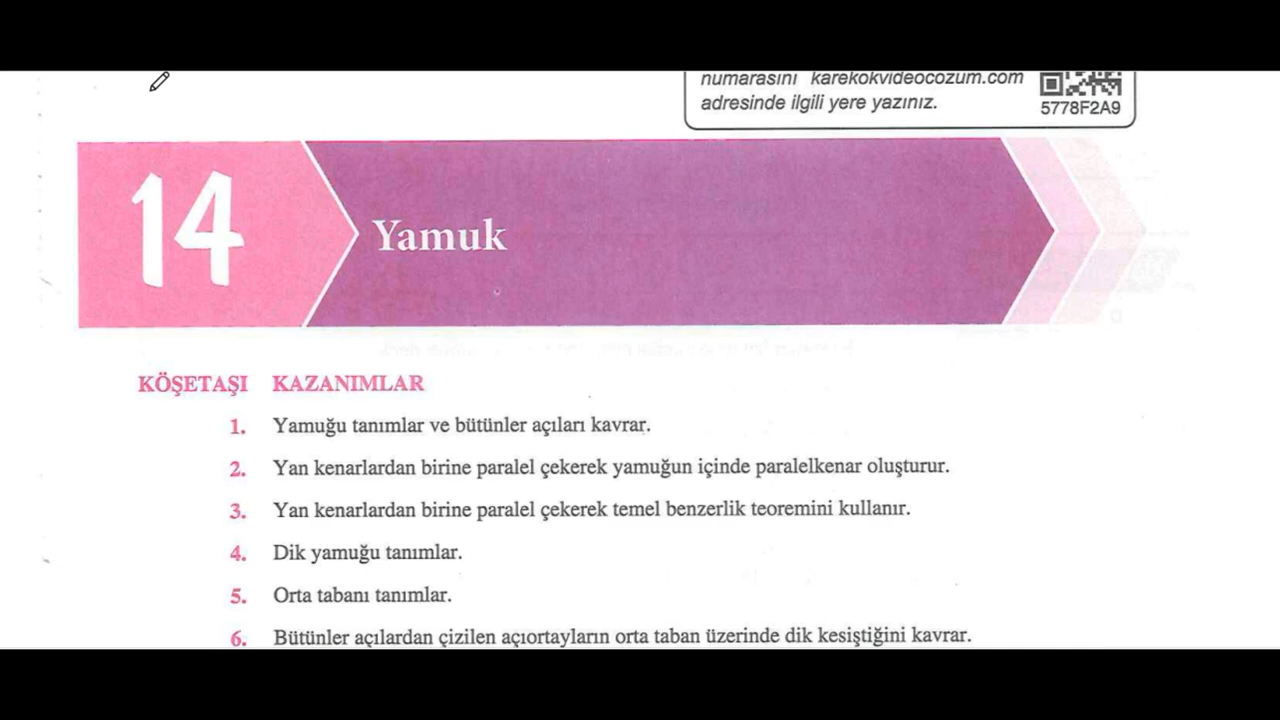 numarasını karekokvideocozum.com
adresinde ilgili yere yazınız.
5778F2A9
14
Yamuk
KÖŞETAŞI KAZANIMLAR
1. Yamuğu tanımlar ve bütünler açıları kavrar.
2. Yan kenarlardan birine paralel çekerek yamuğun içinde paralelkenar oluşturur.
3. Yan kenarlardan birine paralel çekerek temel benzerlik teoremini kullanır.
4. Dik yamuğu tanımlar.
5. Orta tabanı tanımlar.
6. Bütünler açılardan çizilen açıortayların orta taban üzerinde dik kesiştiğini kavrar.